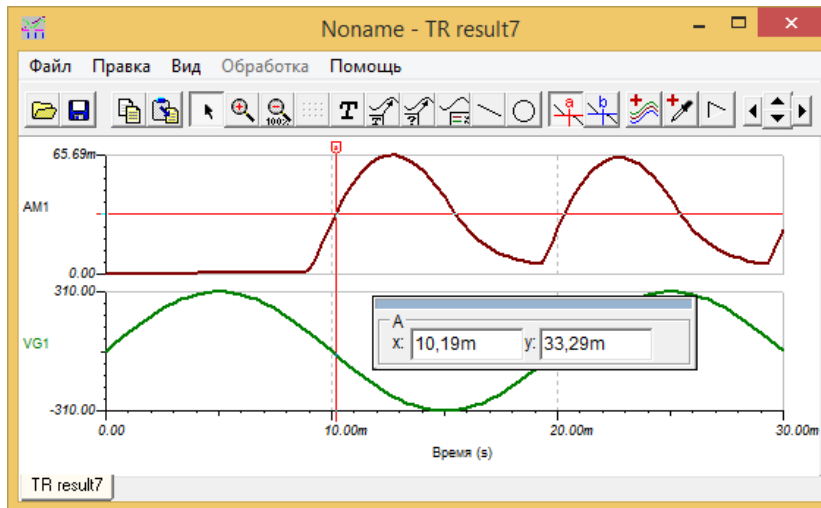 Noname - TR result7
Файл Правка Вид Обработка Помощь
100% T T ? a b
a
65.69m
AM1
0.00
310.00
VG1
-310.00
A
x: 10,19m y: 33,29m
0.00 10.00m 20.00m 30.00m
Время (s)
TR result7